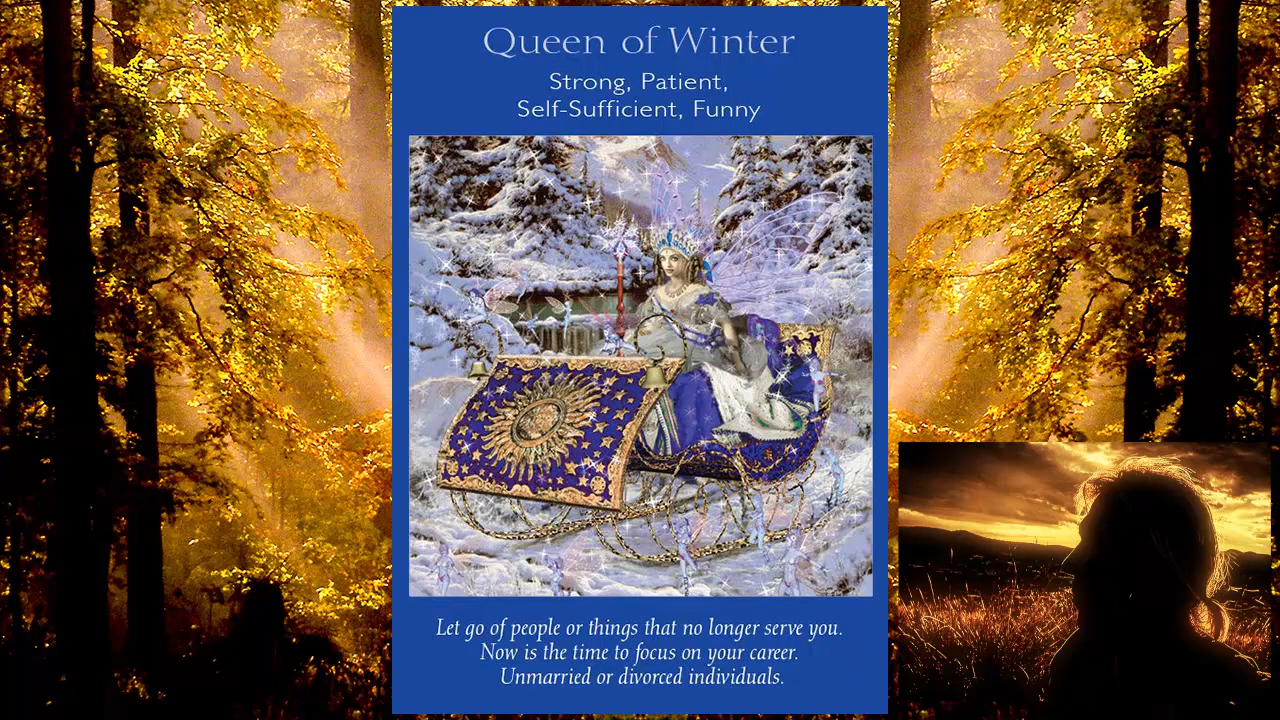 Queen of Winter
Strong, Patient,
Self-Sufficient, Funny
Let go of people or things that no longer serve you.
Now is the time to focus on your career.
Unmarried or divorced individuals.